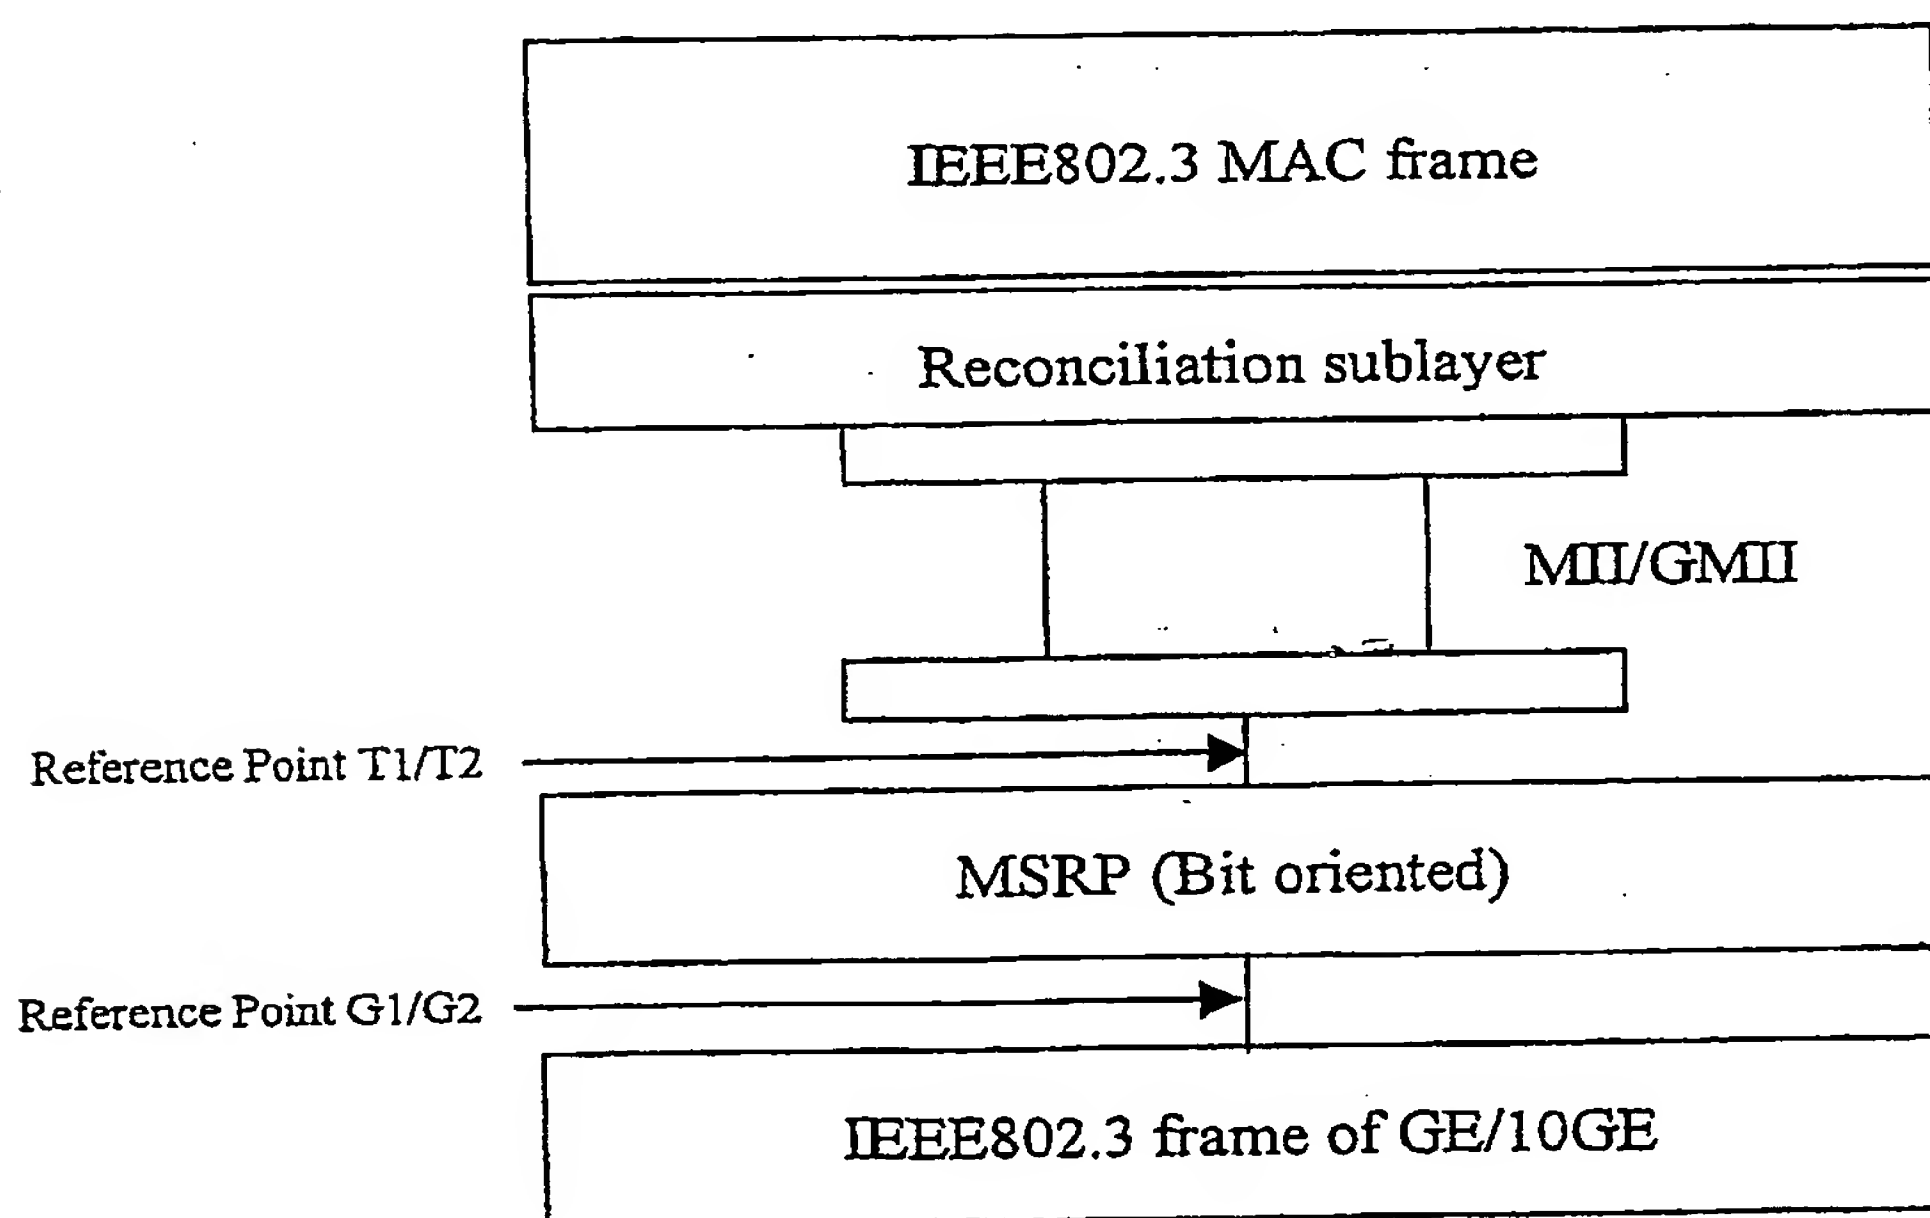 IEEE802.3 MAC frame
Reconciliation sublayer
MII/GMII
Reference Point T1/T2
MSRP (Bit oriented)
Reference Point G1/G2
IEEE802.3 frame of GE/10GE